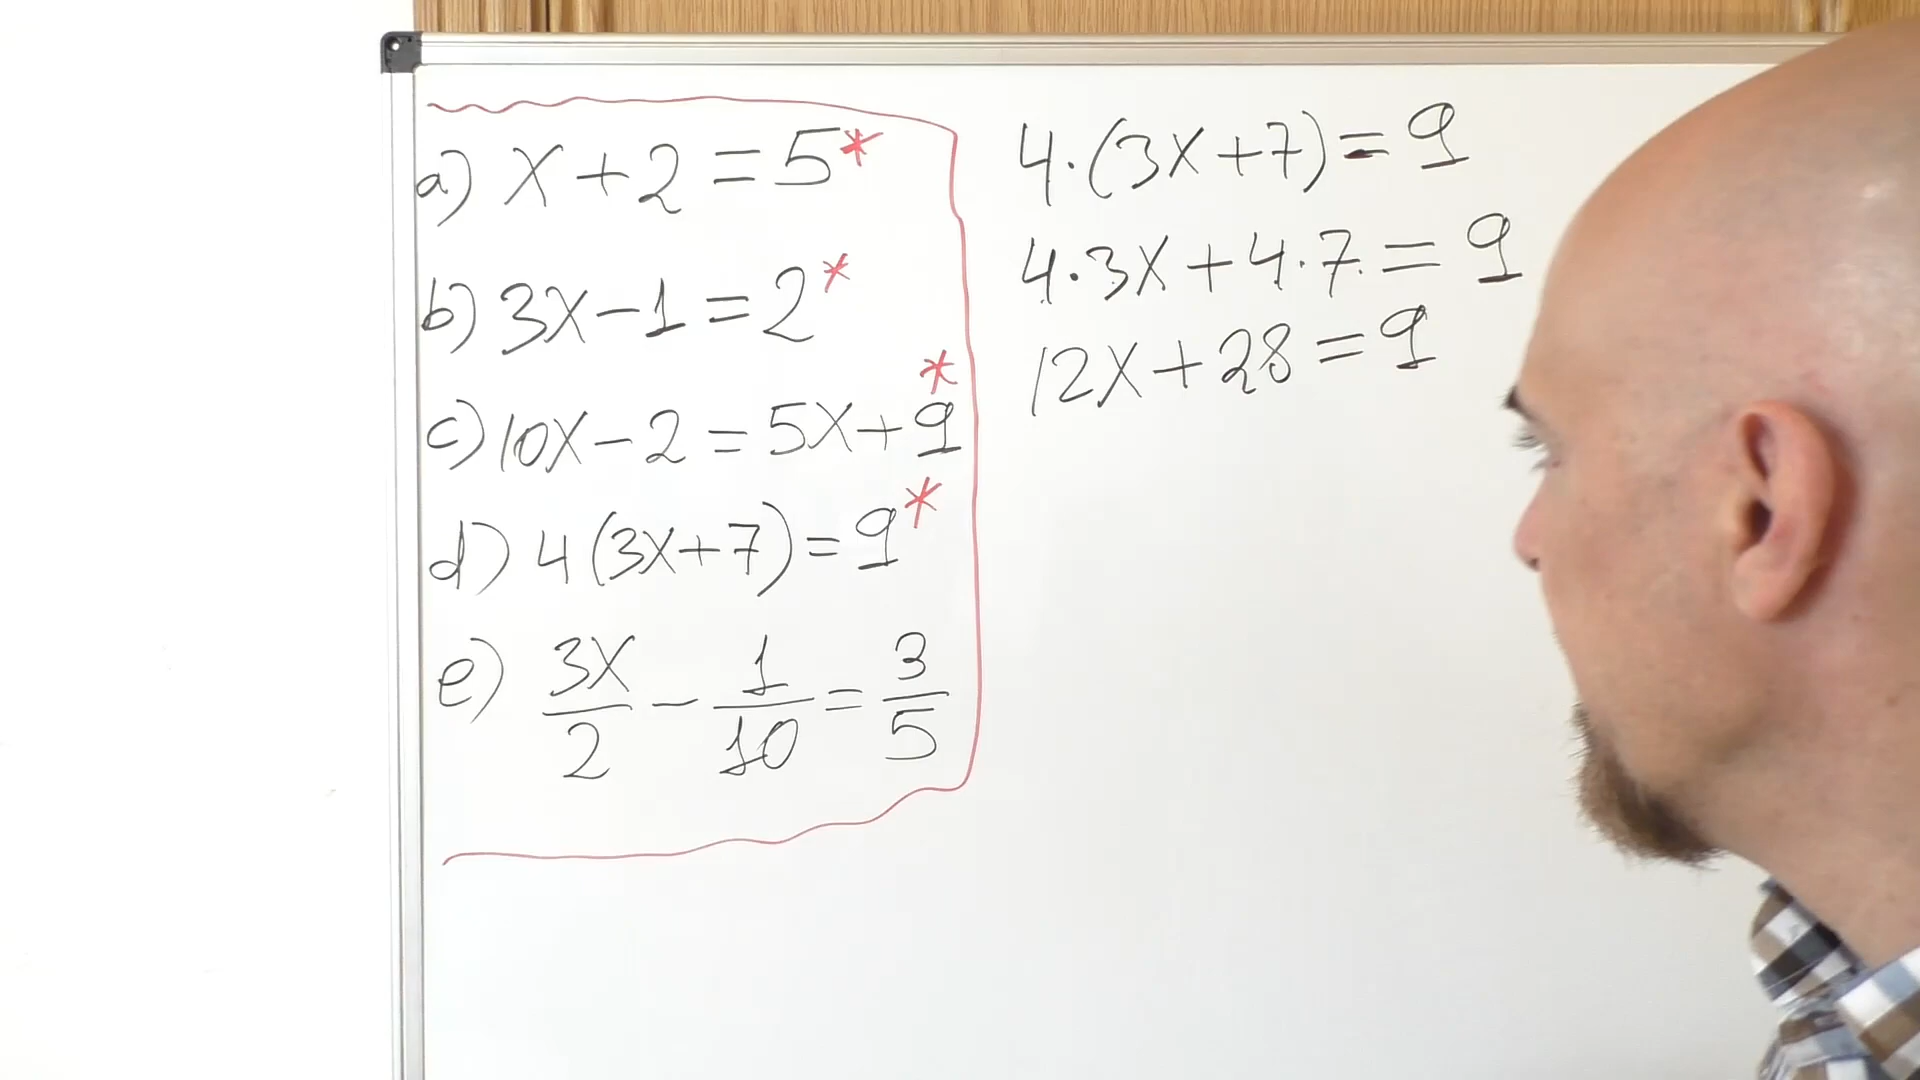 a) x+2=5*
b) 3x-1=2*
c) 10x-2=5x+9*
d) 4(3x+7)=9*
e) 3x/2 - 1/10 = 3/5
4·(3x+7)=9
4·3x+4·7=9
12x+28=9